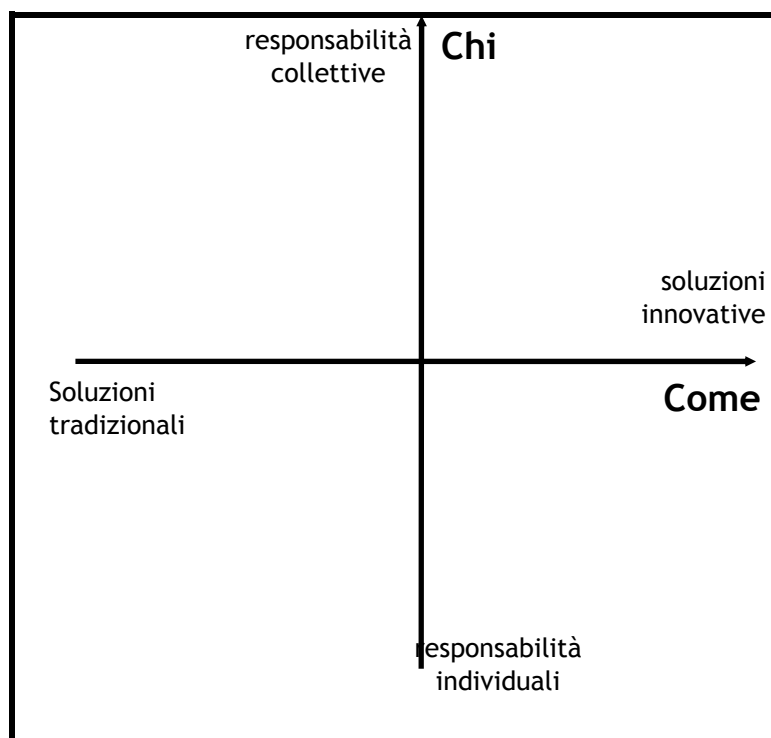 responsabilità
collettive
Chi
soluzioni
innovative
Soluzioni
tradizionali
Come
responsabilità
individuali